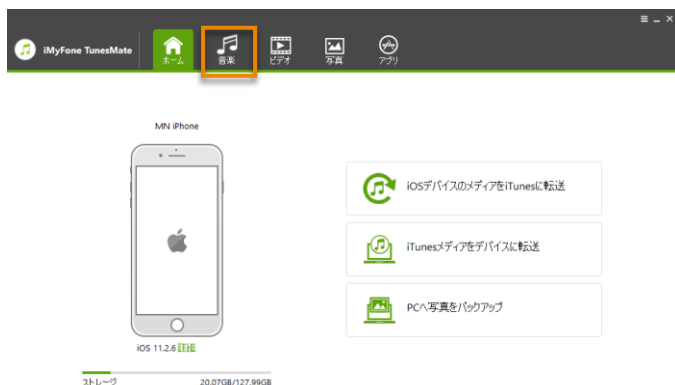 iMyFone TunesMate
ホーム
音楽
ビデオ
写真
アプリ
MN iPhone
iOSデバイスのメディアをiTunesに転送
iTunesメディアをデバイスに転送
PCへ写真をバックアップ
iOS 11.2.6 詳細
ストレージ 20.07GB/127.99GB